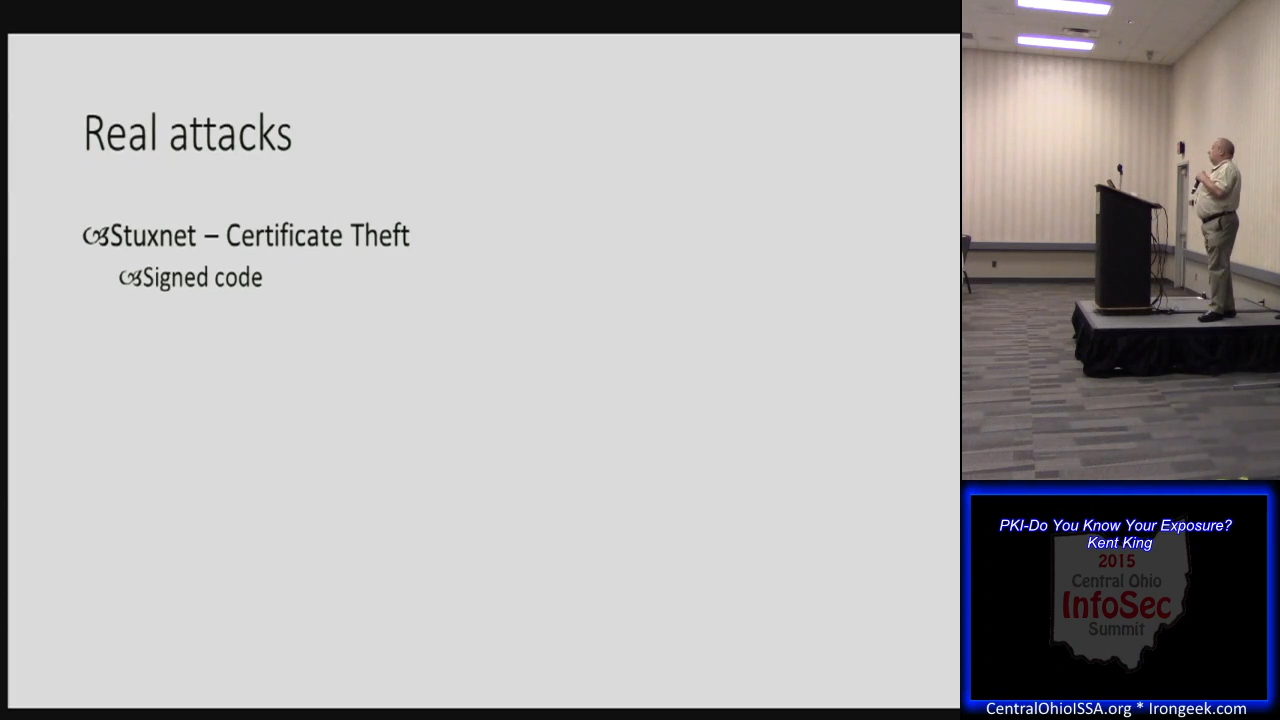 Real attacks
Stuxnet – Certificate Theft
Signed code
PKI-Do You Know Your Exposure?
Kent King
2015
Central Ohio
InfoSec
Summit
CentralOhioISSA.org * Irongeek.com